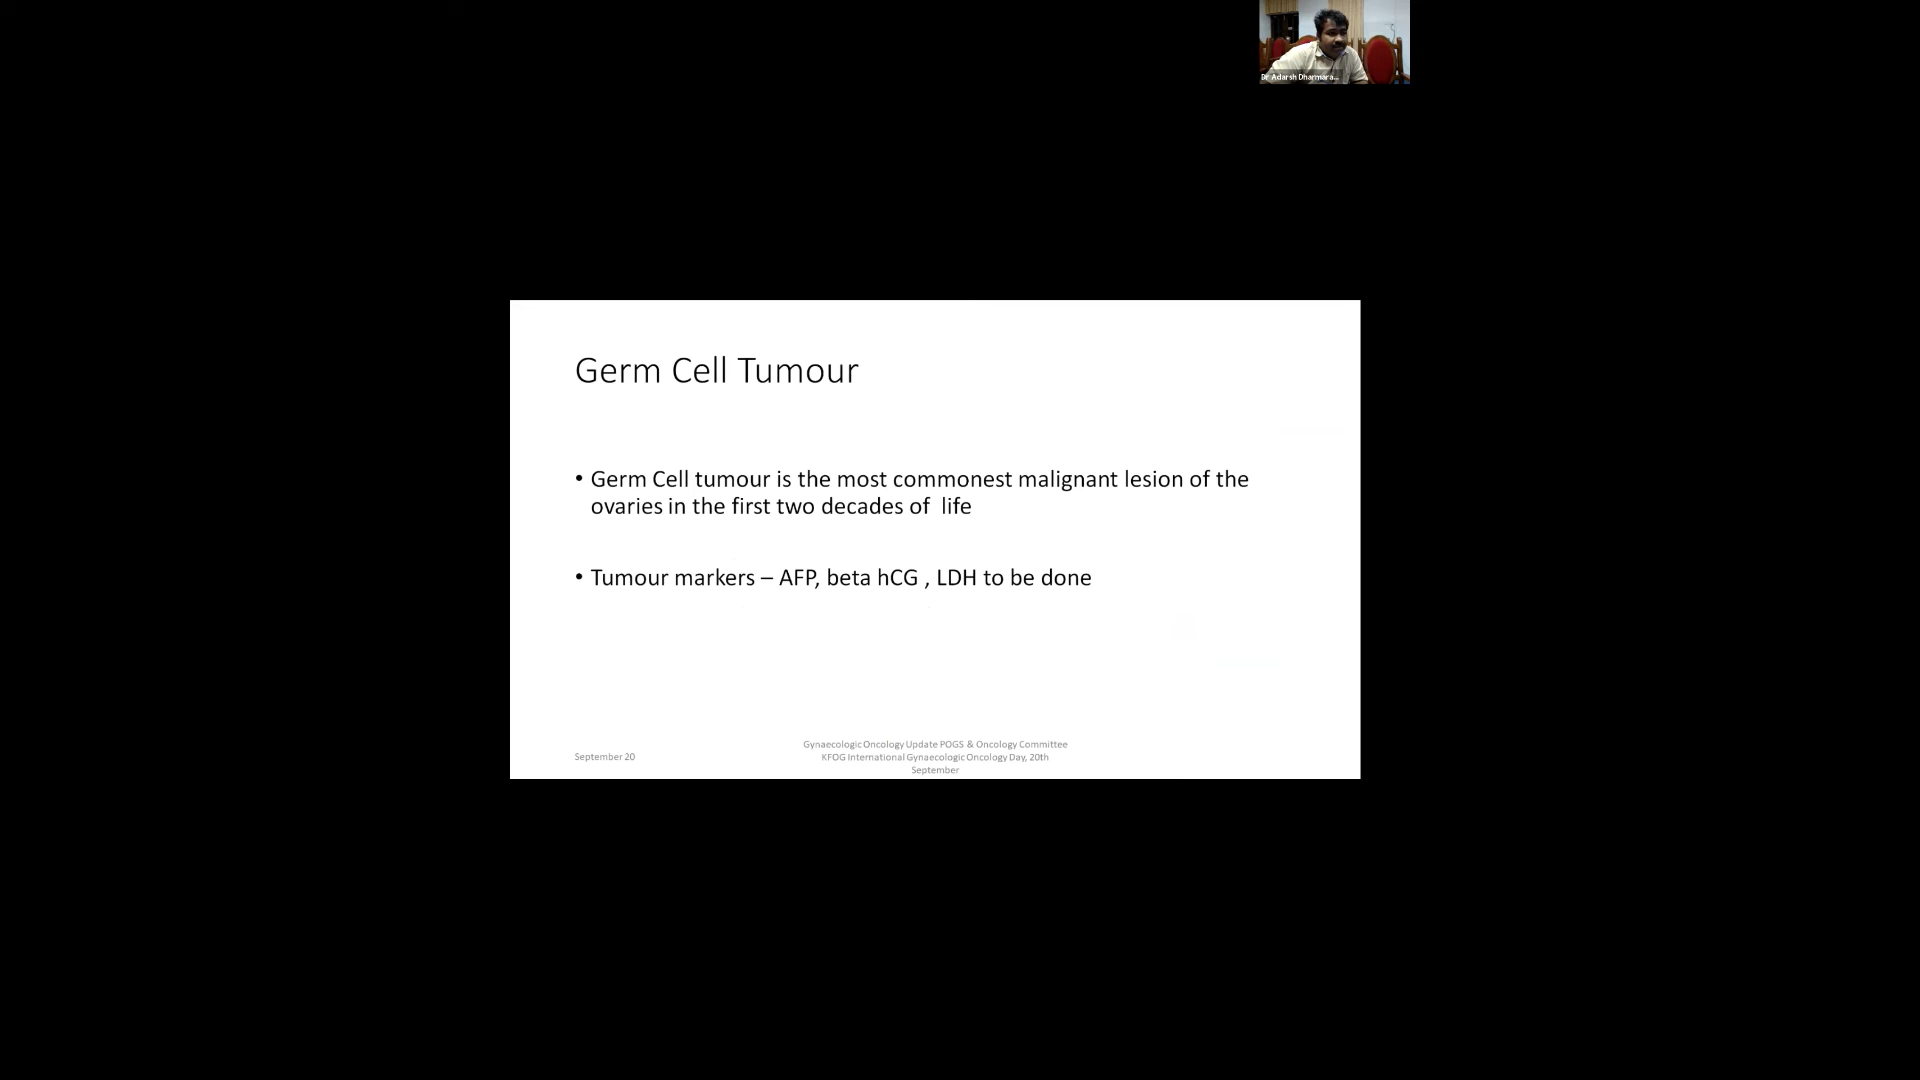 Dr Adarsh Dharmara...
Germ Cell Tumour
• Germ Cell tumour is the most commonest malignant lesion of the
ovaries in the first two decades of life
• Tumour markers – AFP, beta hCG , LDH to be done
September 20
Gynaecologic Oncology Update POGS & Oncology Committee
KFOG International Gynaecologic Oncology Day, 20th
September